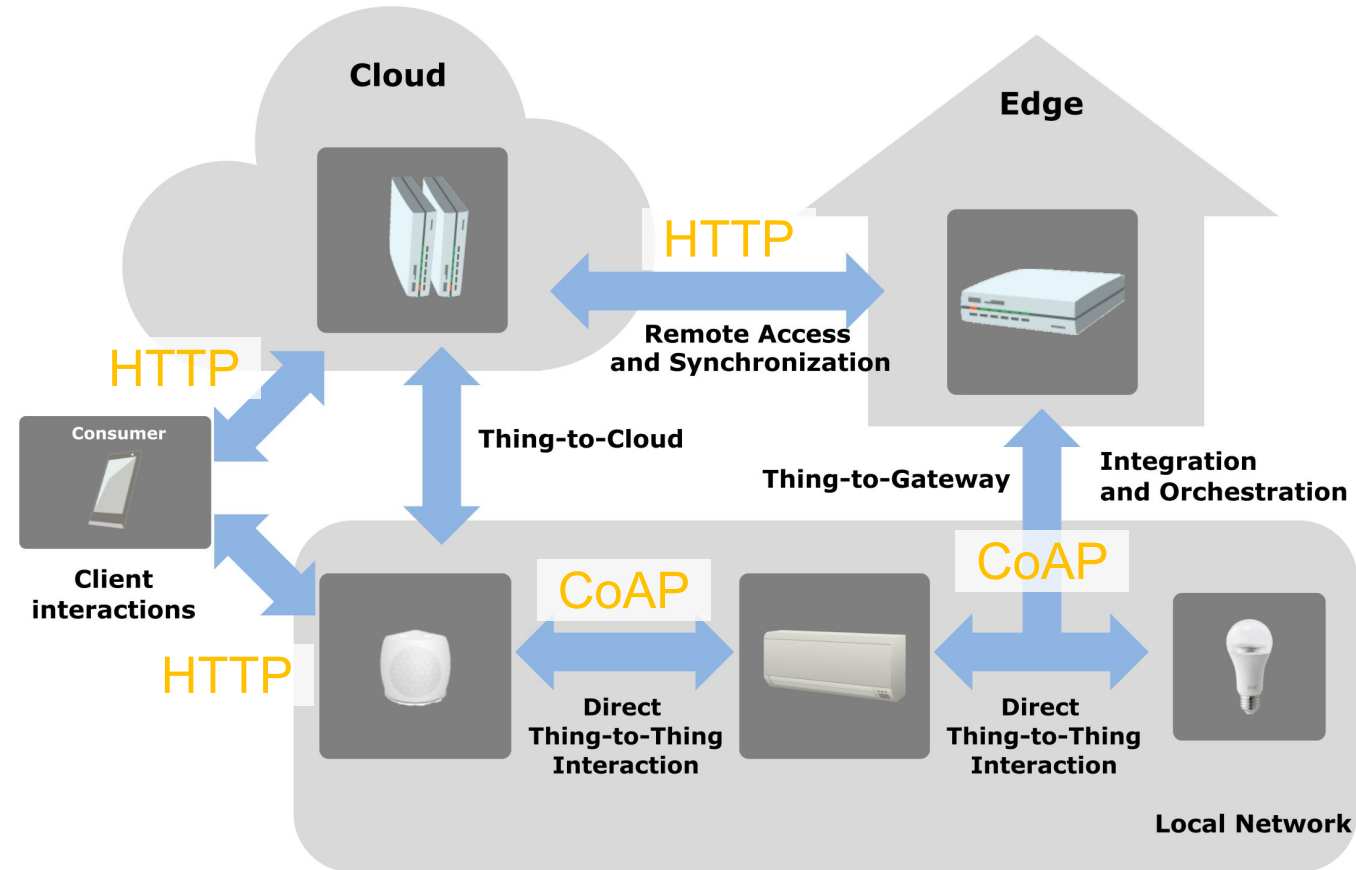 Cloud
Edge
HTTP
Remote Access
and Synchronization
HTTP
Consumer
Thing-to-Cloud
Thing-to-Gateway
Integration
and Orchestration
Client
interactions
HTTP
CoAP
CoAP
Direct
Thing-to-Thing
Interaction
Direct
Thing-to-Thing
Interaction
Local Network